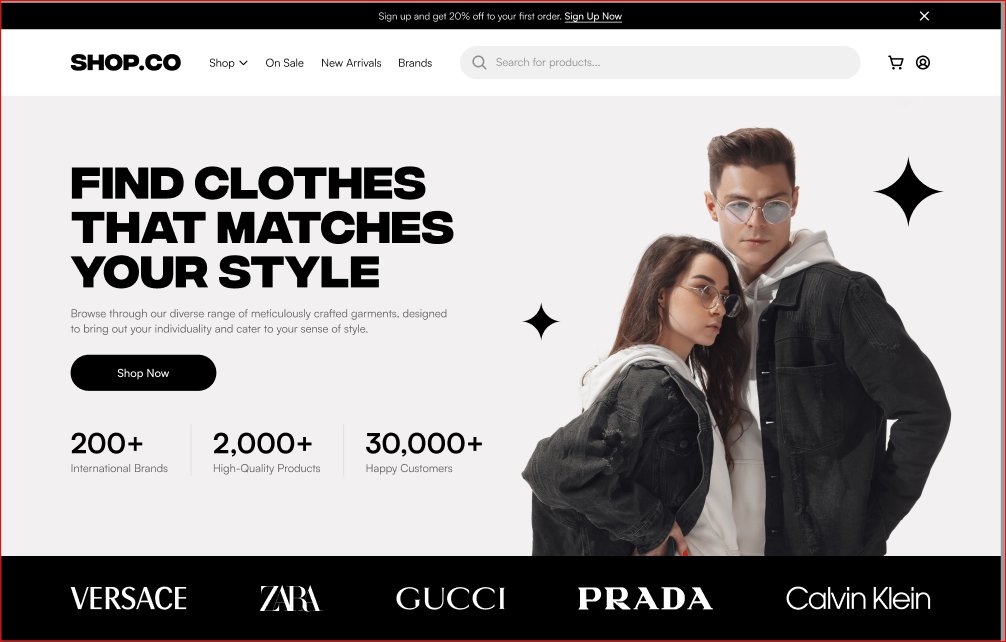 Sign up and get 20% off to your first order. Sign Up Now
SHOP.CO
Shop
On Sale
New Arrivals
Brands
Search for products...
FIND CLOTHES
THAT MATCHES
YOUR STYLE
Browse through our diverse range of meticulously crafted garments, designed
to bring out your individuality and cater to your sense of style.
Shop Now
200+
International Brands
2,000+
High-Quality Products
30,000+
Happy Customers
VERSACE
ZARA
GUCCI
PRADA
Calvin Klein